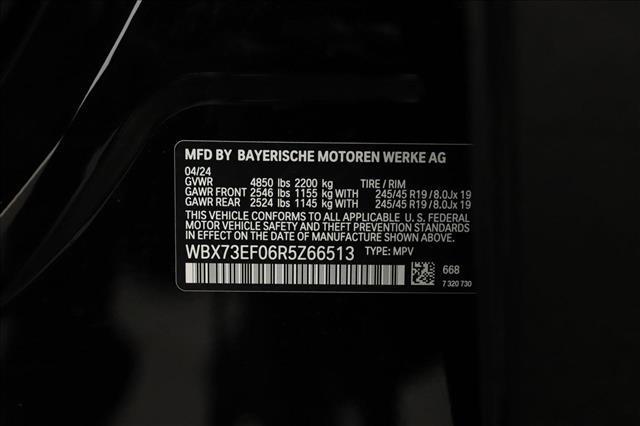 MFD BY BAYERISCHE MOTOREN WERKE AG
04/24
GVWR 4850 lbs 2200 kg TIRE / RIM
GAWR FRONT 2546 lbs 1155 kg WITH 245/45 R19 / 8.0Jx 19
GAWR REAR 2524 lbs 1145 kg WITH 245/45 R19 / 8.0Jx 19
THIS VEHICLE CONFORMS TO ALL APPLICABLE U. S. FEDERAL
MOTOR VEHICLE SAFETY AND THEFT PREVENTION STANDARDS
IN EFFECT ON THE DATE OF MANUFACTURE SHOWN ABOVE.
WBX73EF06R5Z66513 TYPE: MPV
668
7 320 730